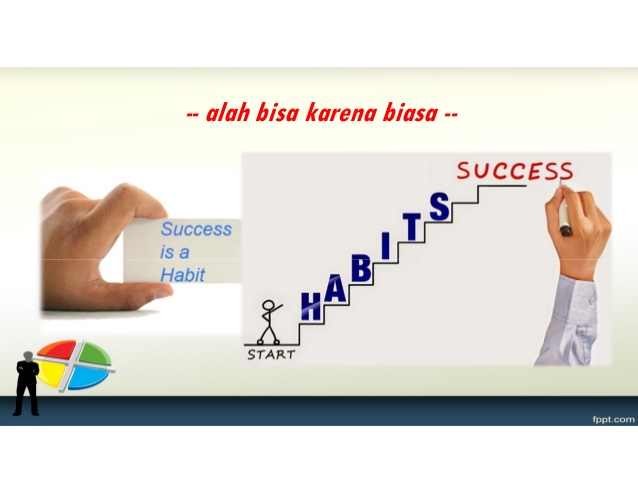 -- alah bisa karena biasa --
Success
is a
Habit
SUCCESS
HABITS
START
fppt.com